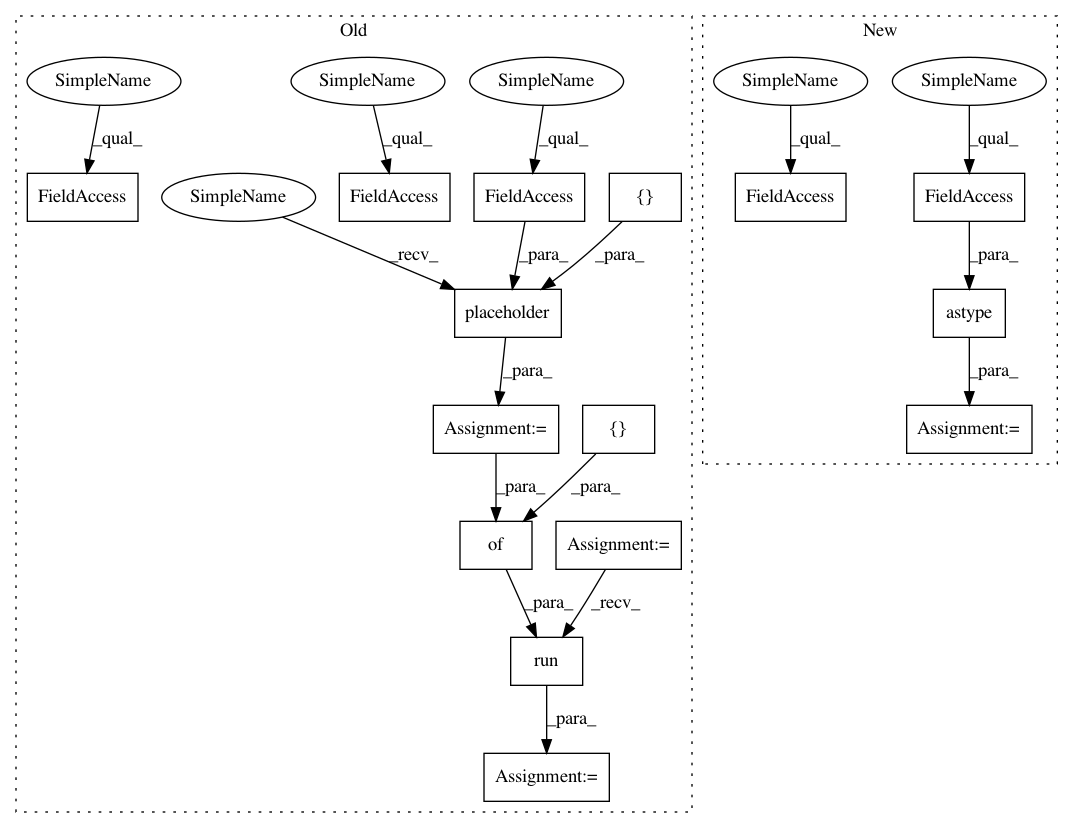 Old
New
SimpleName
SimpleName
SimpleName
SimpleName
SimpleName
_qual_
_qual_
_qual_
_qual_
_qual_
FieldAccess
SimpleName
FieldAccess
FieldAccess
{}
FieldAccess
FieldAccess
_recv_
_para_
_para_
_para_
placeholder
astype
_para_
_para_
Assignment:=
{}
Assignment:=
_para_
_para_
of
Assignment:=
_para_
_recv_
run
_para_
Assignment:=